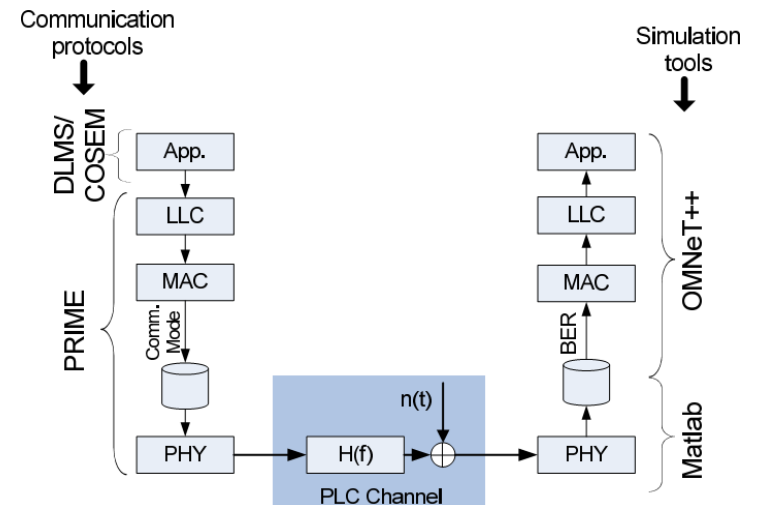 Communication
protocols
Simulation
tools
DLMS/
COSEM
App.
App.
LLC
LLC
MAC
MAC
PRIME
OMNeT++
Comm.
Mode
BER
n(t)
PHY
H(f)
PHY
Matlab
PLC Channel